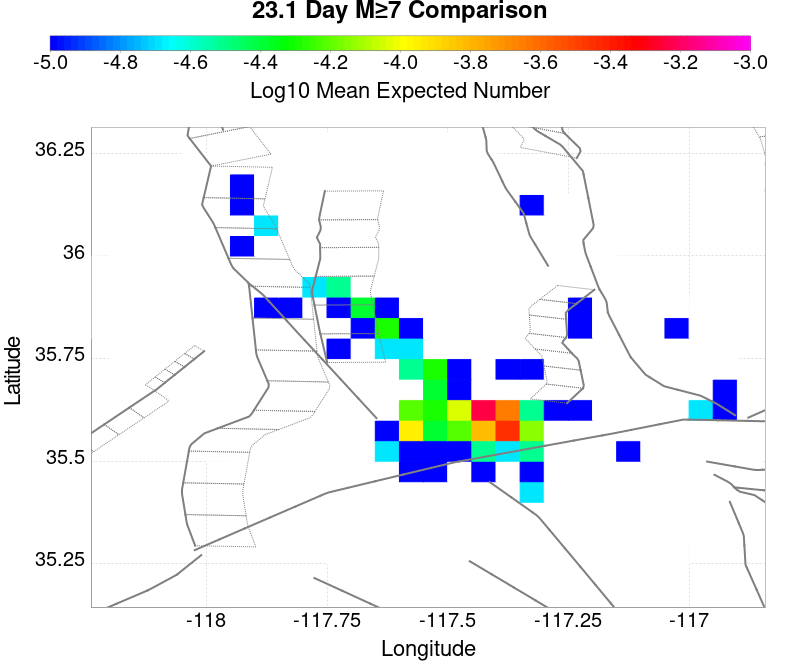 23.1 Day M≥7 Comparison
-5.0 -4.8 -4.6 -4.4 -4.2 -4.0 -3.8 -3.6 -3.4 -3.2 -3.0
Log10 Mean Expected Number
36.25
36
35.75
35.5
35.25
Latitude
-118 -117.75 -117.5 -117.25 -117
Longitude